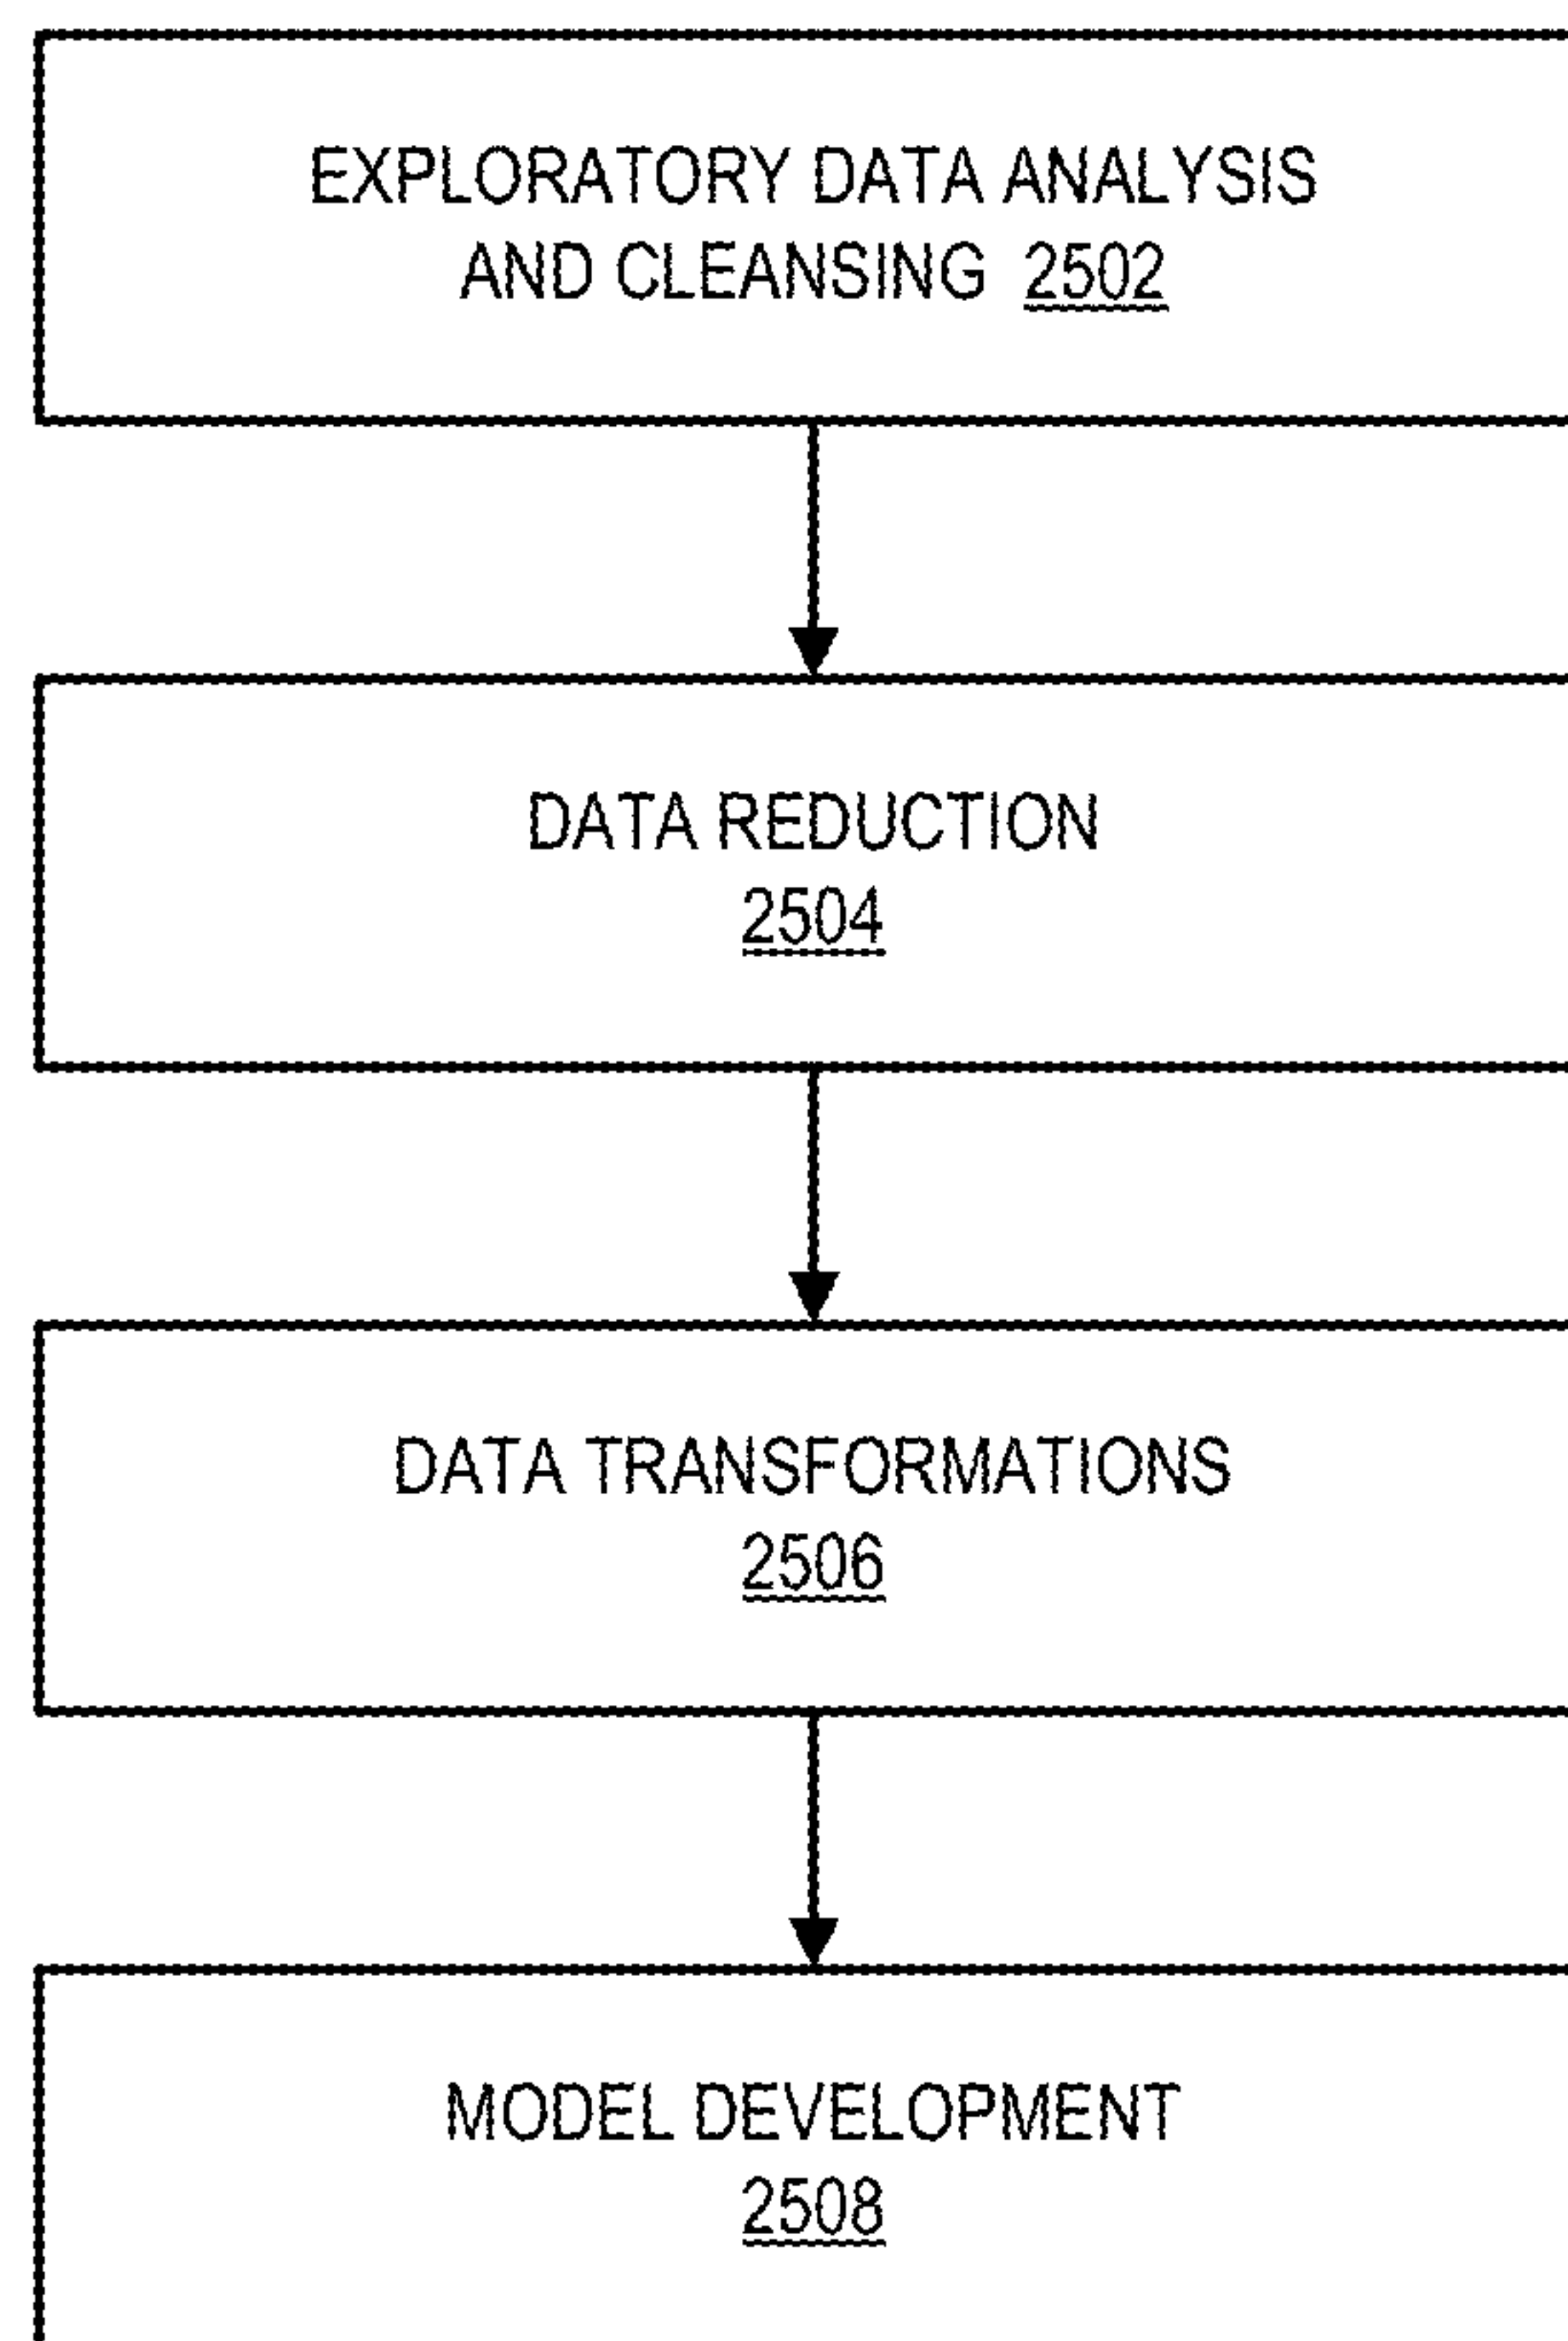 EXPLORATORY DATA ANALYSIS
AND CLEANSING 2502
DATA REDUCTION
2504
DATA TRANSFORMATIONS
2506
MODEL DEVELOPMENT
2508